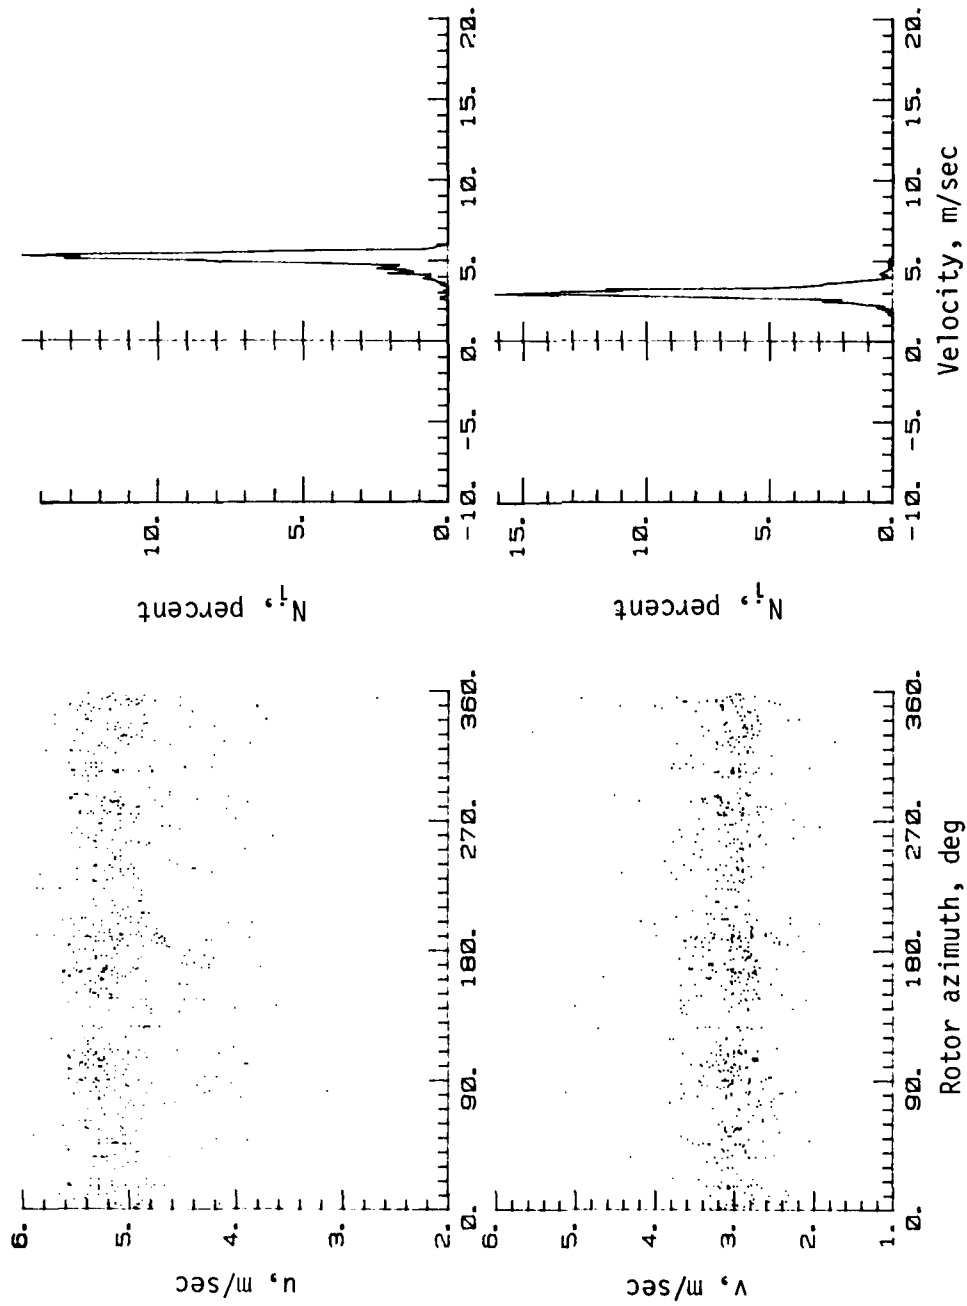 u, m/sec
6.
5.
4.
3.
2.
0. 90. 180. 270. 360.
N_i, percent
10.
5.
0.
-10. -5. 0. 5. 10. 15. 20.
v, m/sec
6.
5.
4.
3.
2.
1.
0. 90. 180. 270. 360.
Rotor azimuth, deg
N_i, percent
15.
10.
5.
0.
-10. -5. 0. 5. 10. 15. 20.
Velocity, m/sec